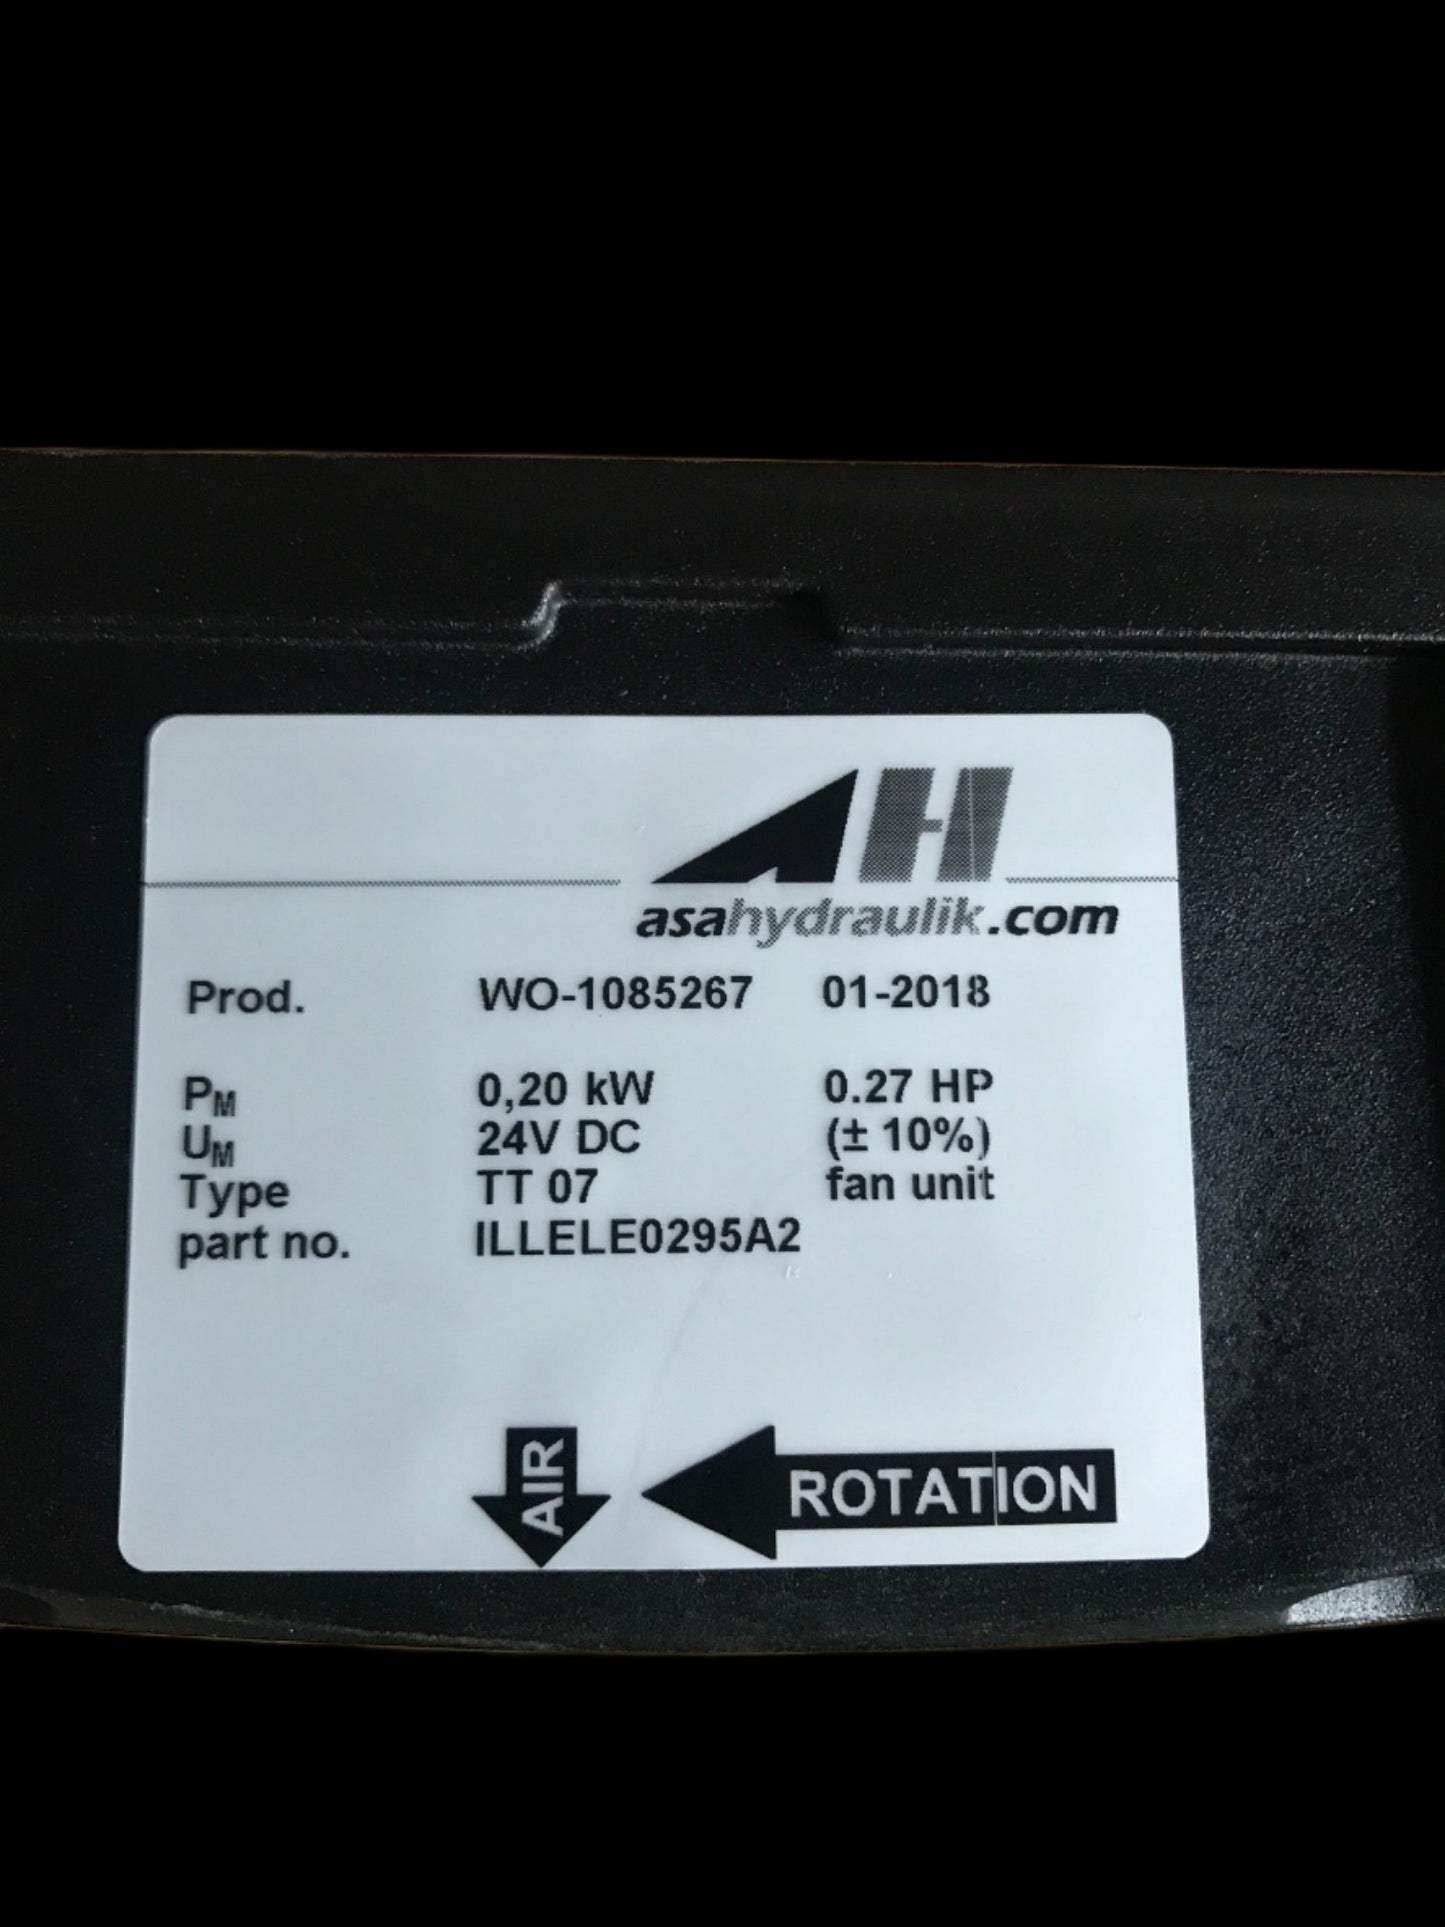 AH
asahydraulik.com
Prod. WO-1085267 01-2018
PM 0,20 kW 0.27 HP
UM 24V DC (± 10%)
Type TT 07 fan unit
part no. ILLELE0295A2
AIR ROTATION